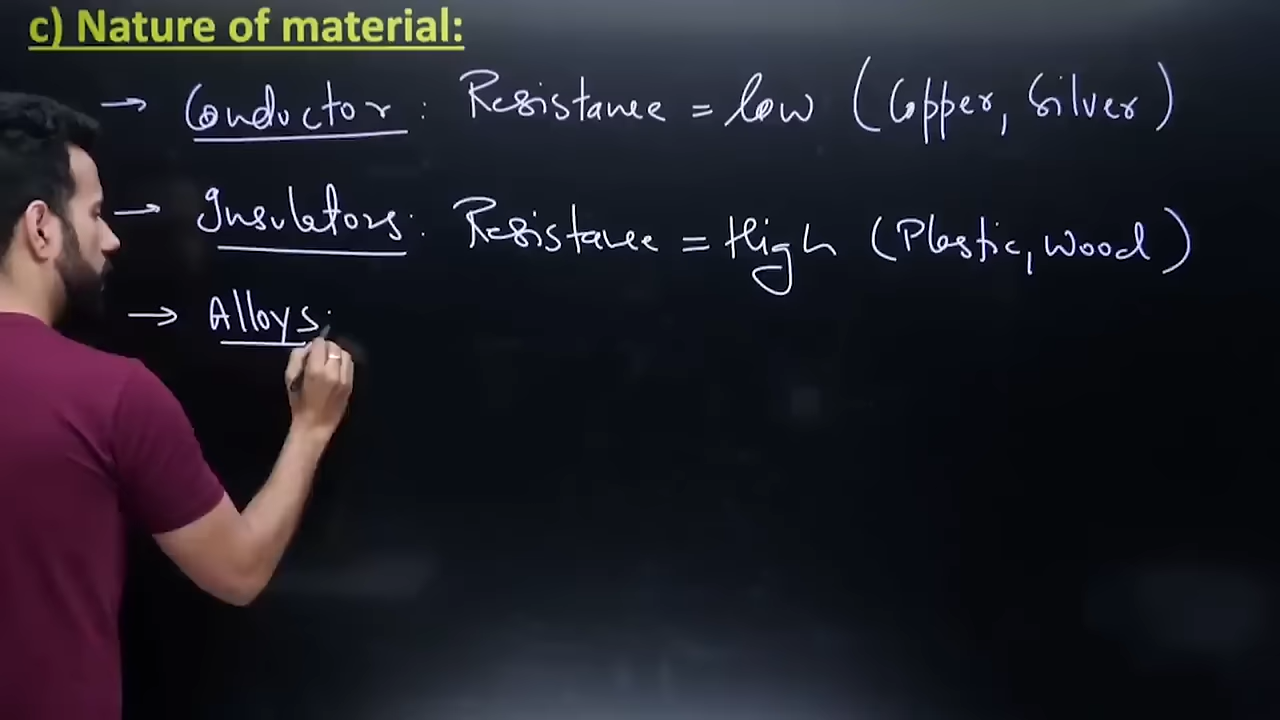 c) Nature of material:
→ Conductor : Resistance = low (Copper, Silver)
→ Insulators : Resistance = High (Plastic, wood)
→ Alloys: